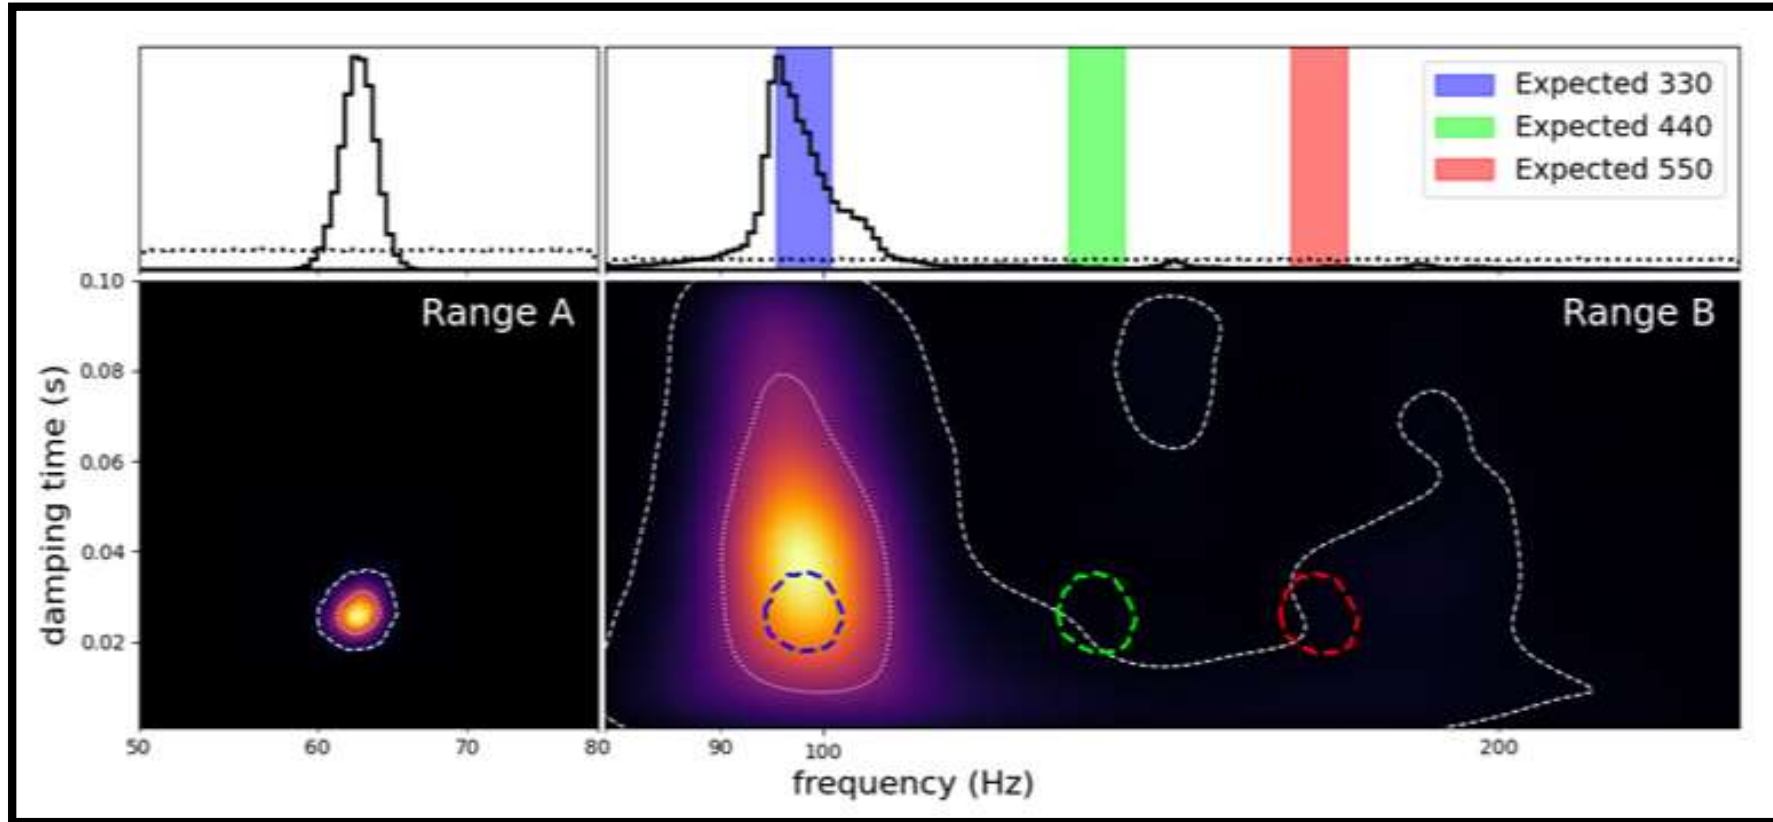 Expected 330
Expected 440
Expected 550
Range A
Range B
0.10
0.08
0.06
0.04
0.02
damping time (s)
50
60
70
80
90
100
200
frequency (Hz)